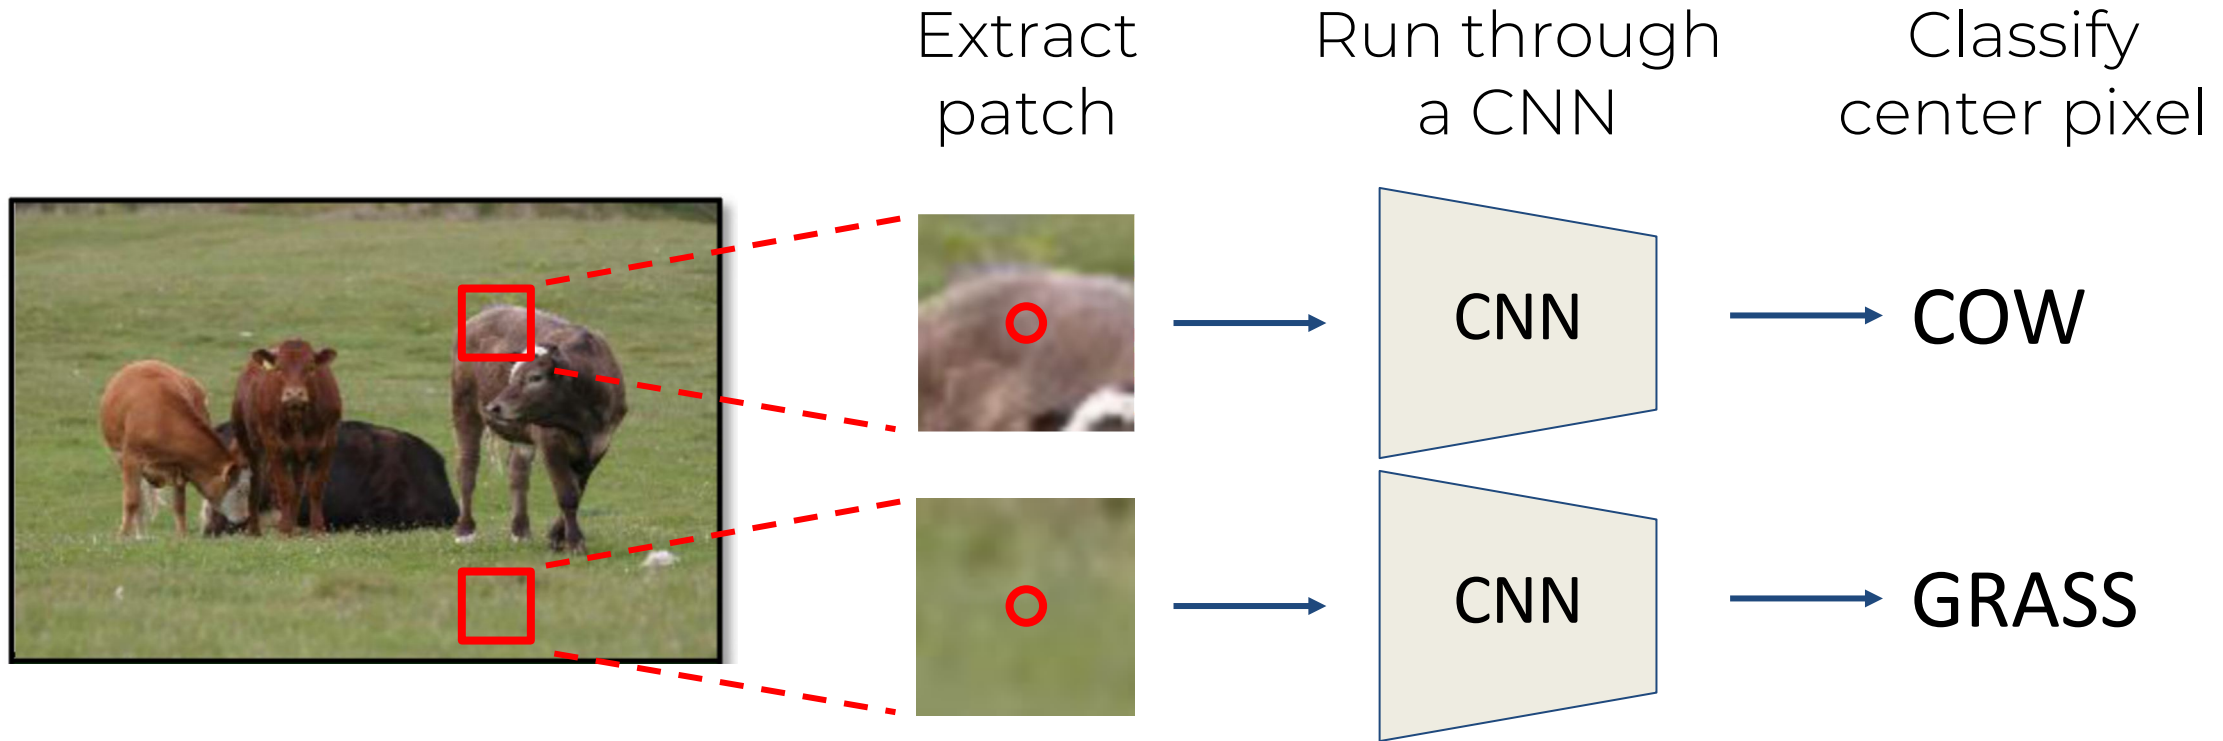 Extract
patch
Run through
a CNN
Classify
center pixel
CNN
COW
CNN
GRASS